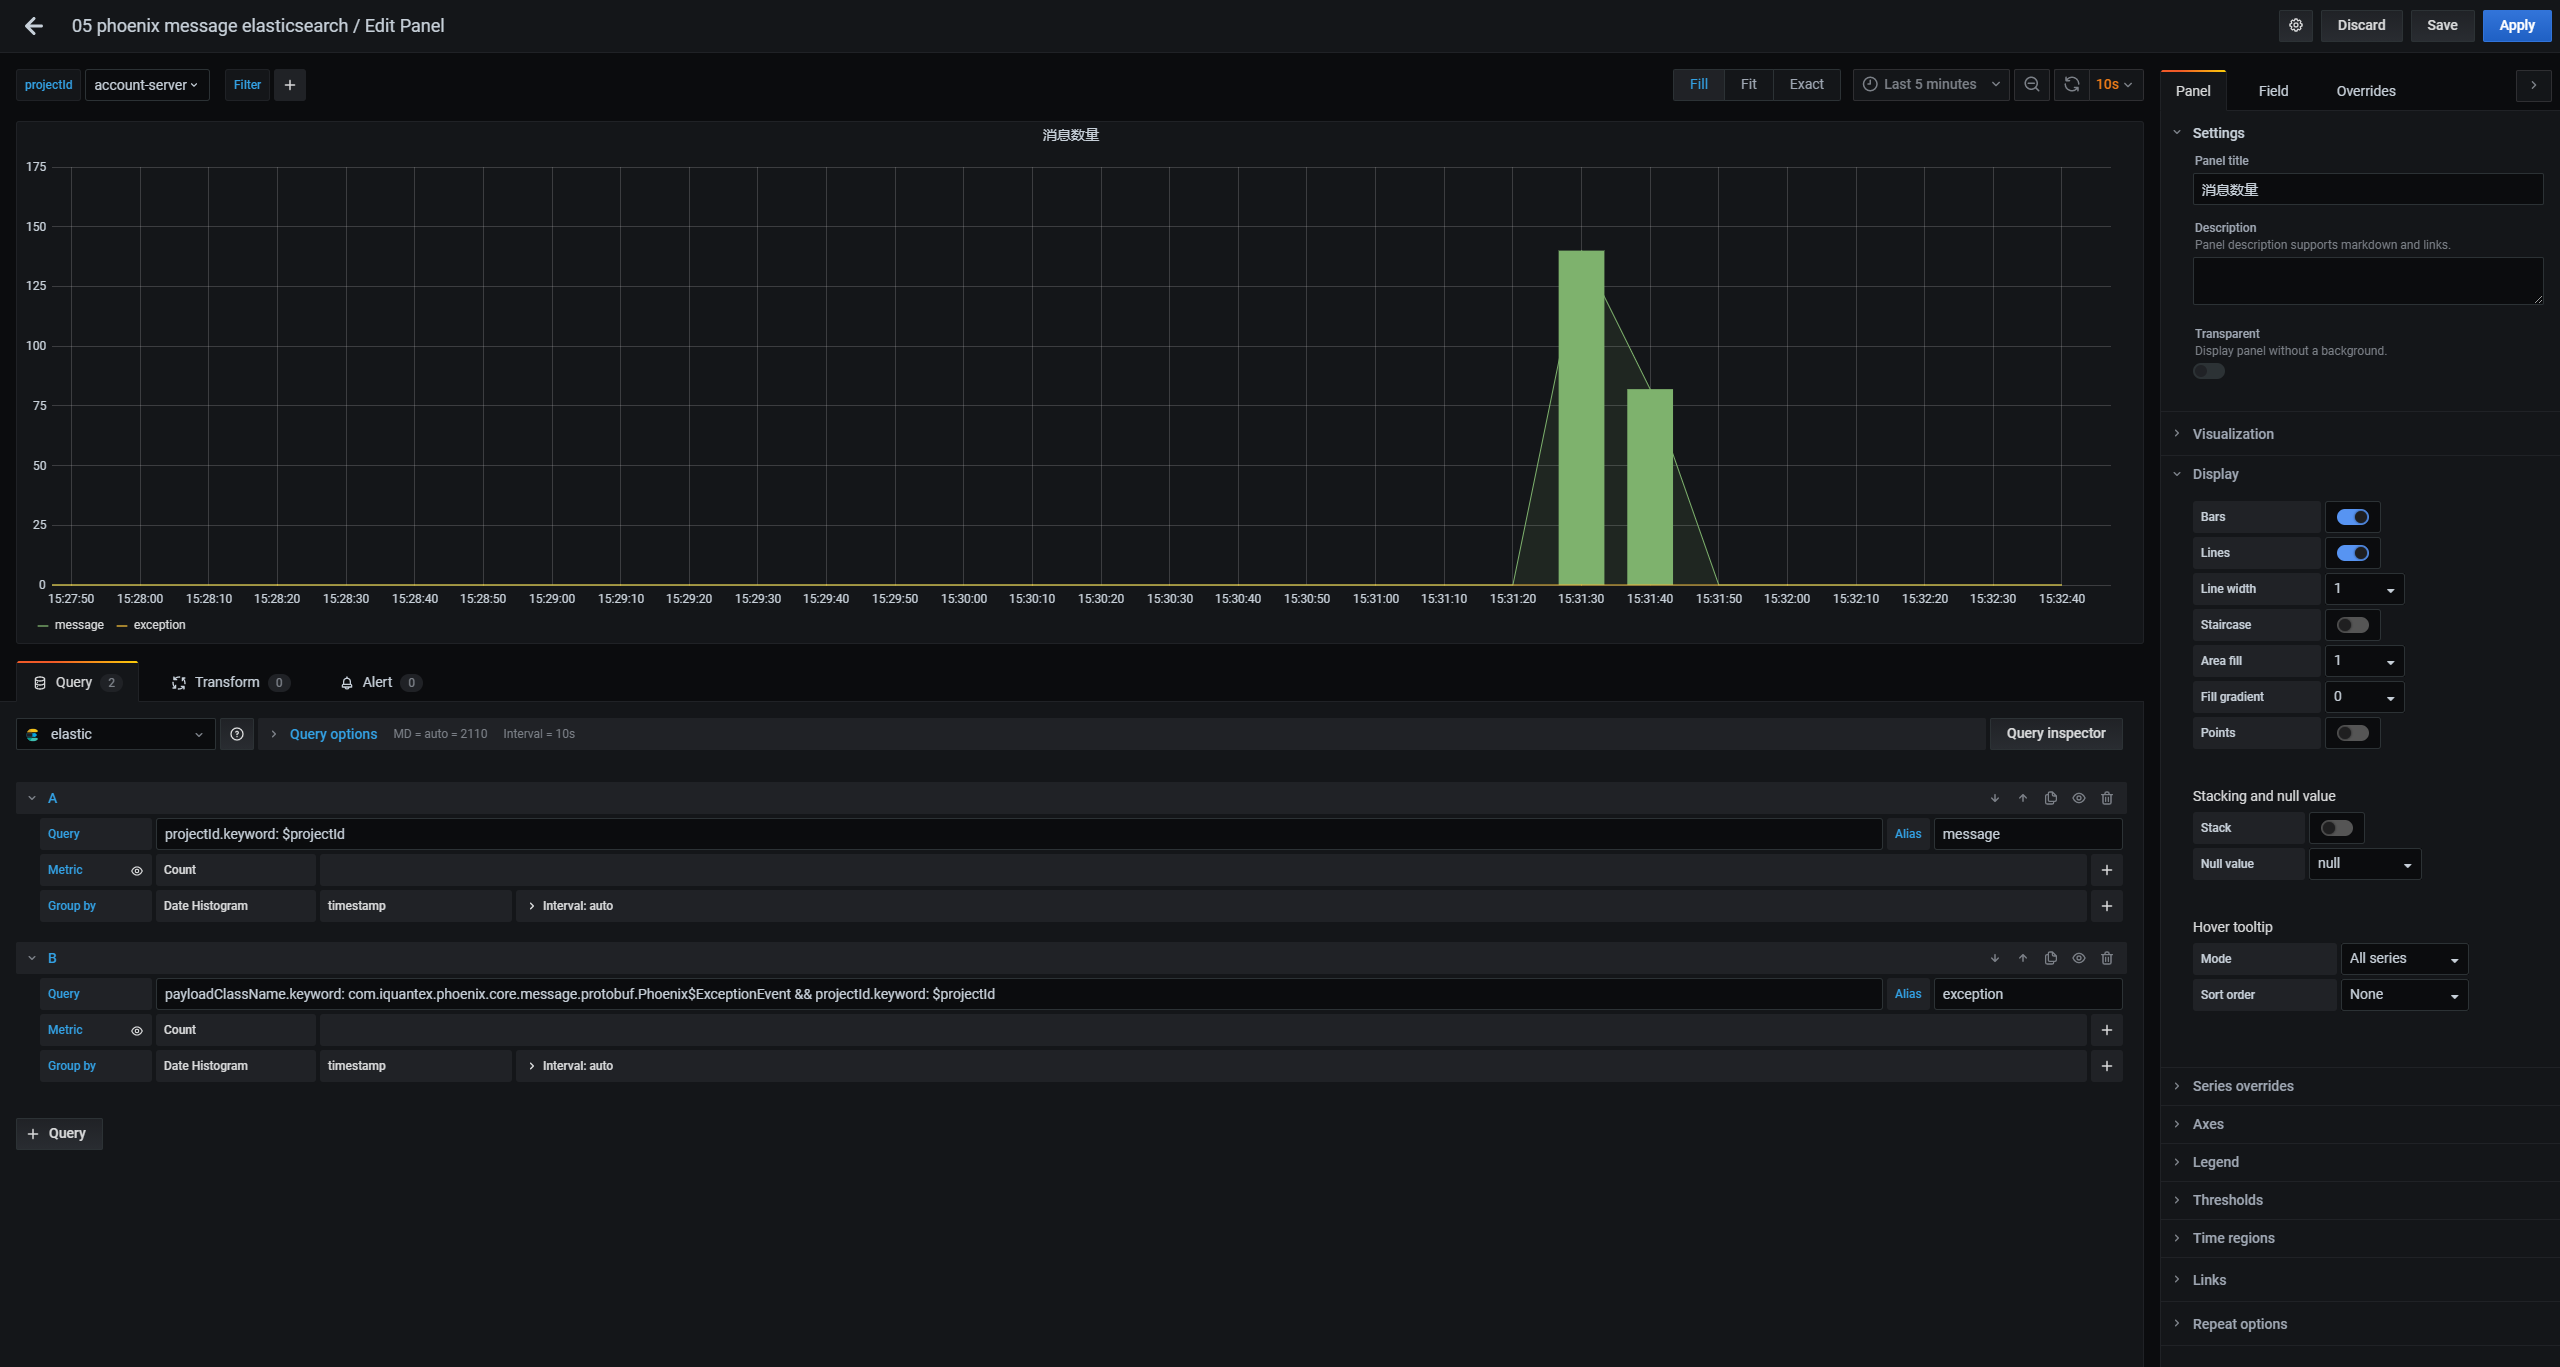 05 phoenix message elasticsearch / Edit Panel
Discard Save Apply
projectId account-server Filter
Fill Fit Exact Last 5 minutes 10s
消息数量
175
150
125
100
75
50
25
0
15:27:50 15:28:00 15:28:10 15:28:20 15:28:30 15:28:40 15:28:50 15:29:00 15:29:10 15:29:20 15:29:30 15:29:40 15:29:50 15:30:00 15:30:10 15:30:20 15:30:30 15:30:40 15:30:50 15:31:00 15:31:10 15:31:20 15:31:30 15:31:40 15:31:50 15:32:00 15:32:10 15:32:20 15:32:30 15:32:40
message exception
Query 2 Transform 0 Alert 0
elastic Query options MD = auto = 2110 Interval = 10s Query inspector
A
Query projectId.keyword: $projectId Alias message
Metric Count
Group by Date Histogram timestamp Interval: auto
B
Query payloadClassName.keyword: com.iquantex.phoenix.core.message.protobuf.Phoenix$ExceptionEvent && projectId.keyword: $projectId Alias exception
Metric Count
Group by Date Histogram timestamp Interval: auto
+ Query
Panel Field Overrides
Settings
Panel title
消息数量
Description
Panel description supports markdown and links.
Transparent
Display panel without a background.
Visualization
Display
Bars
Lines
Line width 1
Staircase
Area fill 1
Fill gradient 0
Points
Stacking and null value
Stack
Null value null
Hover tooltip
Mode All series
Sort order None
Series overrides
Axes
Legend
Thresholds
Time regions
Links
Repeat options